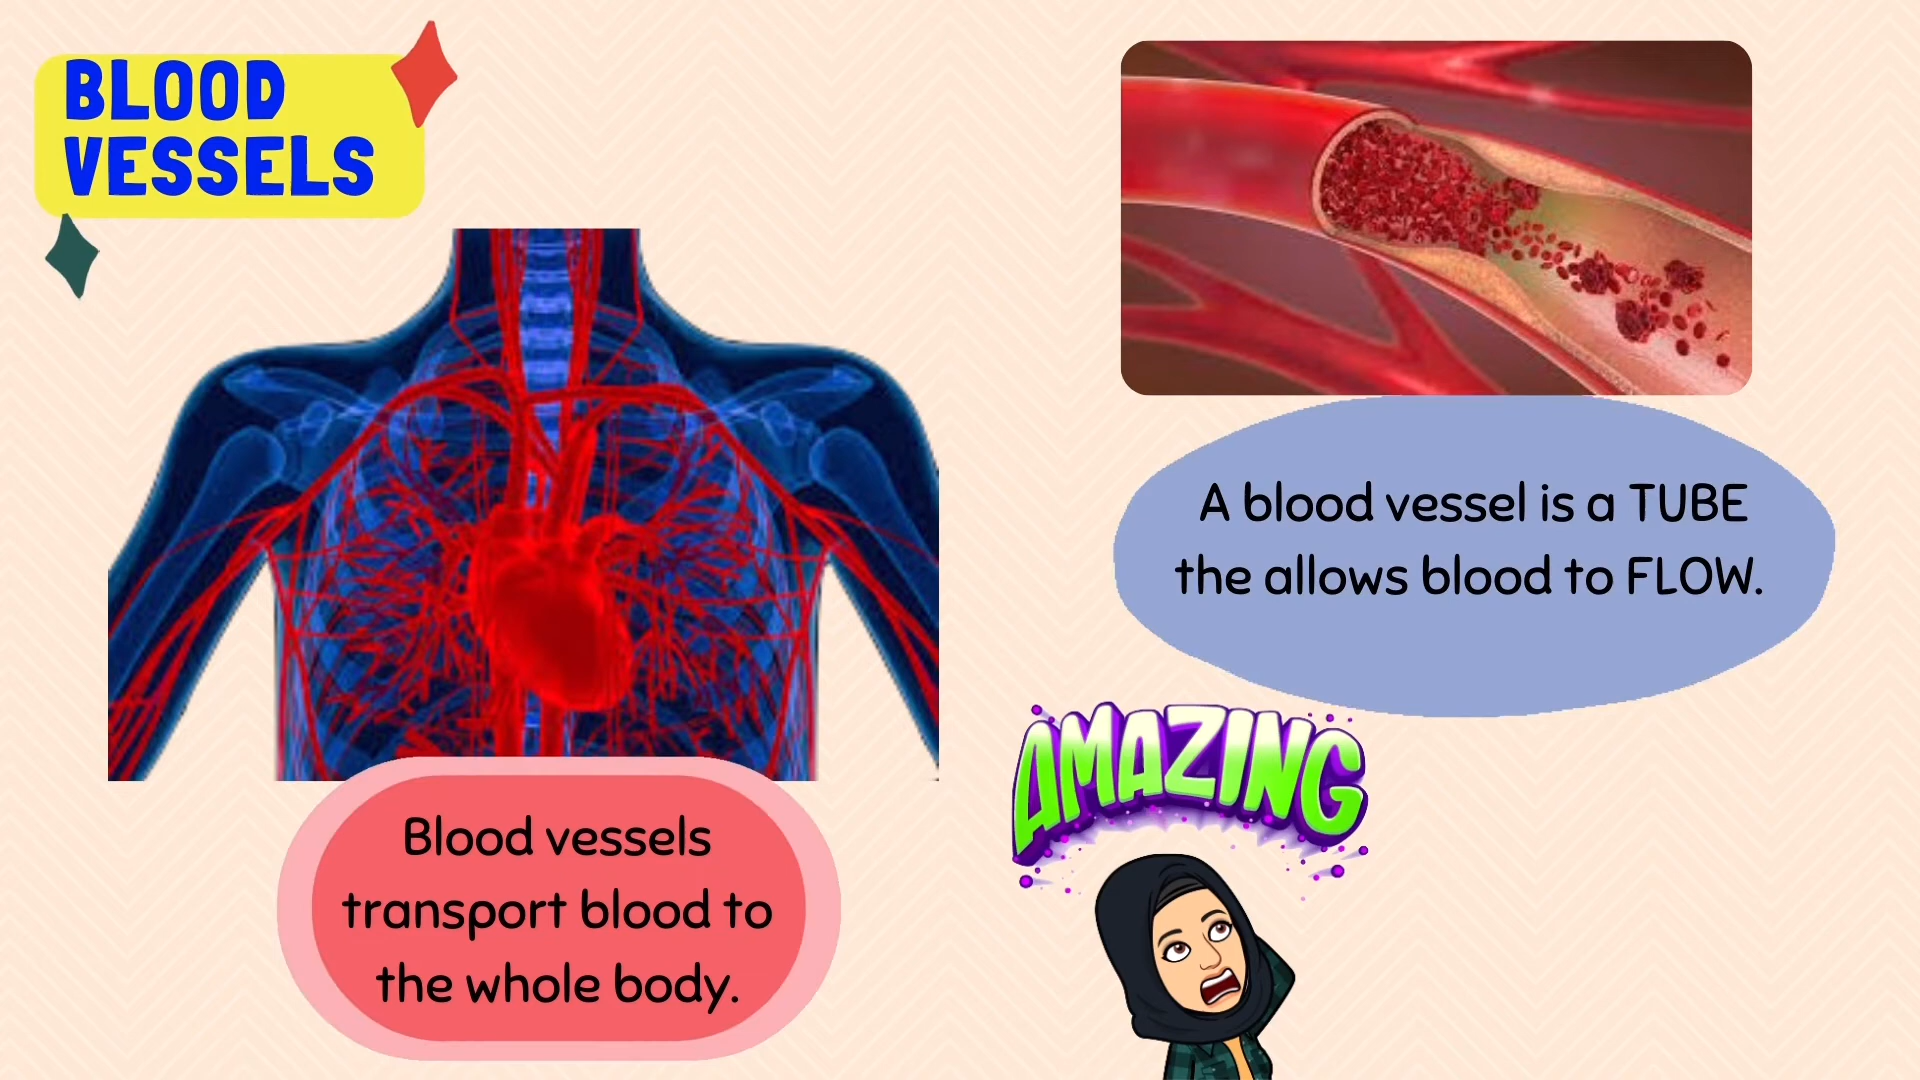 BLOOD
VESSELS
A blood vessel is a TUBE
the allows blood to FLOW.
AMAZING
Blood vessels
transport blood to
the whole body.